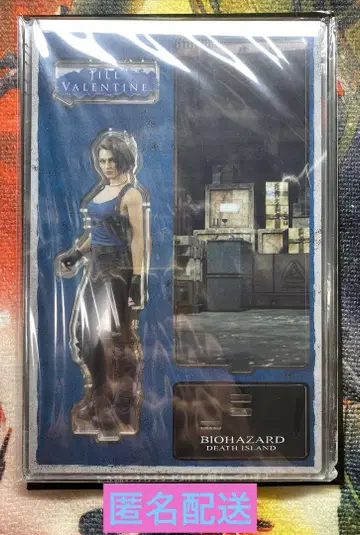 JILL
VALENTINE
BIOHAZARD
DEATH ISLAND
匿名配送